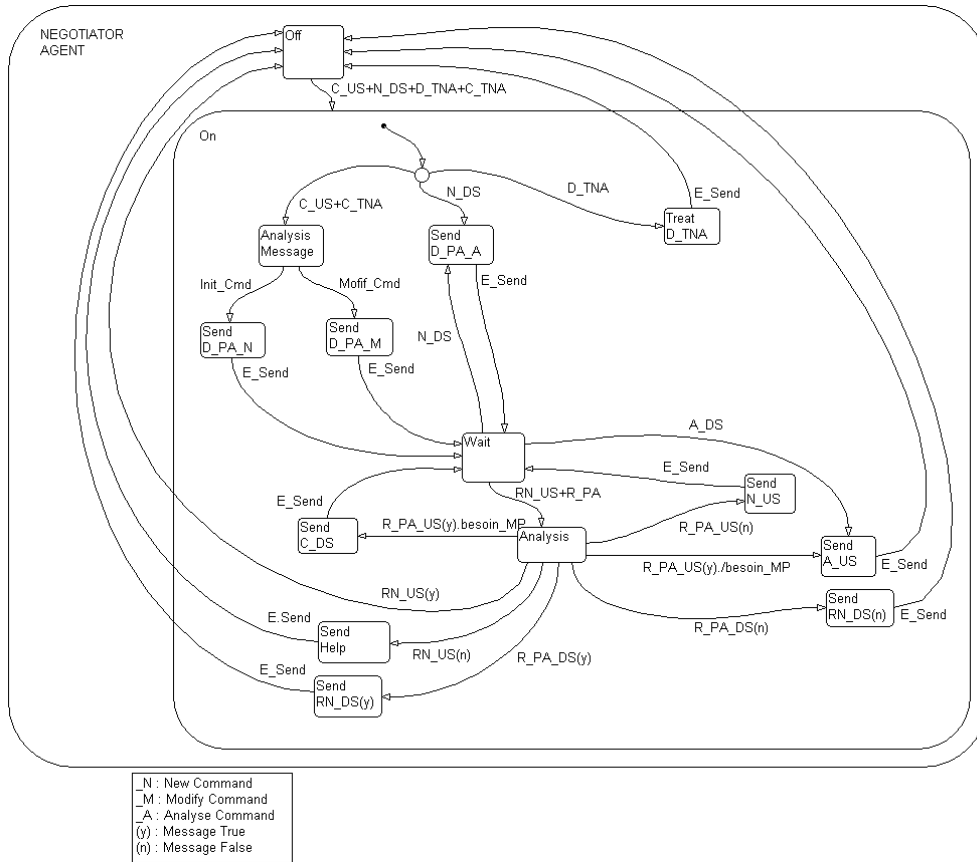 NEGOTIATOR
AGENT
Off
C_US+N_DS+D_TNA+C_TNA
On
D_TNA
N_DS
E_Send
C_US+C_TNA
Treat
D_TNA
Analysis
Message
Send
D_PA_A
Init_Cmd
Mofif_Cmd
E_Send
Send
D_PA_N
Send
D_PA_M
N_DS
E_Send
E_Send
A_DS
Wait
E_Send
Send
N_US
E_Send
RN_US+R_PA
Send
C_DS
R_PA_US(y).besoin_MP
Analysis
R_PA_US(n)
Send
A_US
R_PA_US(y)./besoin_MP
E_Send
RN_US(y)
Send
RN_DS(n)
E_Send
E.Send
Send
Help
RN_US(n)
R_PA_DS(n)
R_PA_DS(y)
E_Send
Send
RN_DS(y)
_N : New Command
_M : Modify Command
_A : Analyse Command
(y) : Message True
(n) : Message False